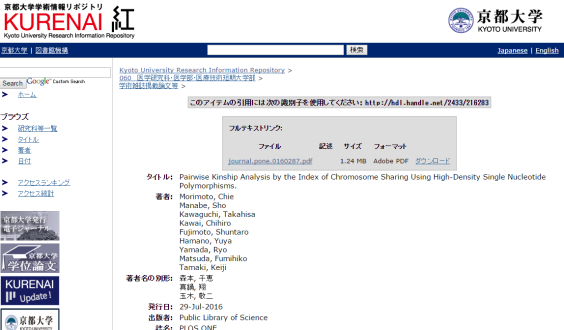 京都大学学術情報リポジトリ
KURENAI 紅
Kyoto University Research Information Repository
京都大学
KYOTO UNIVERSITY
京都大学 | 図書館機構
検索
Japanese | English
Search Google Custom Search
ホーム
ブラウズ
研究科等一覧
タイトル
著者
日付
アクセスランキング
アクセス統計
京都大学発行
電子ジャーナル
京都大学
学位論文
KURENAI
Update!
京都大学
Kyoto University Research Information Repository >
060 医学研究科・医学部・医療技術短期大学部 >
学術雑誌掲載論文等 >
このアイテムの引用には次の識別子を使用してください: http://hdl.handle.net/2433/216283
フルテキストリンク:
ファイル 記述 サイズ フォーマット
journal.pone.0160287.pdf 1.24 MB Adobe PDF ダウンロード
タイトル: Pairwise Kinship Analysis by the Index of Chromosome Sharing Using High-Density Single Nucleotide
Polymorphisms.
著者: Morimoto, Chie
Manabe, Sho
Kawaguchi, Takahisa
Kawai, Chihiro
Fujimoto, Shuntaro
Hamano, Yuya
Yamada, Ryo
Matsuda, Fumihiko
Tamaki, Keiji
著者名の別形: 森本, 千恵
真鍋, 翔
玉木, 敬二
発行日: 29-Jul-2016
出版者: Public Library of Science
誌名: PLOS ONE